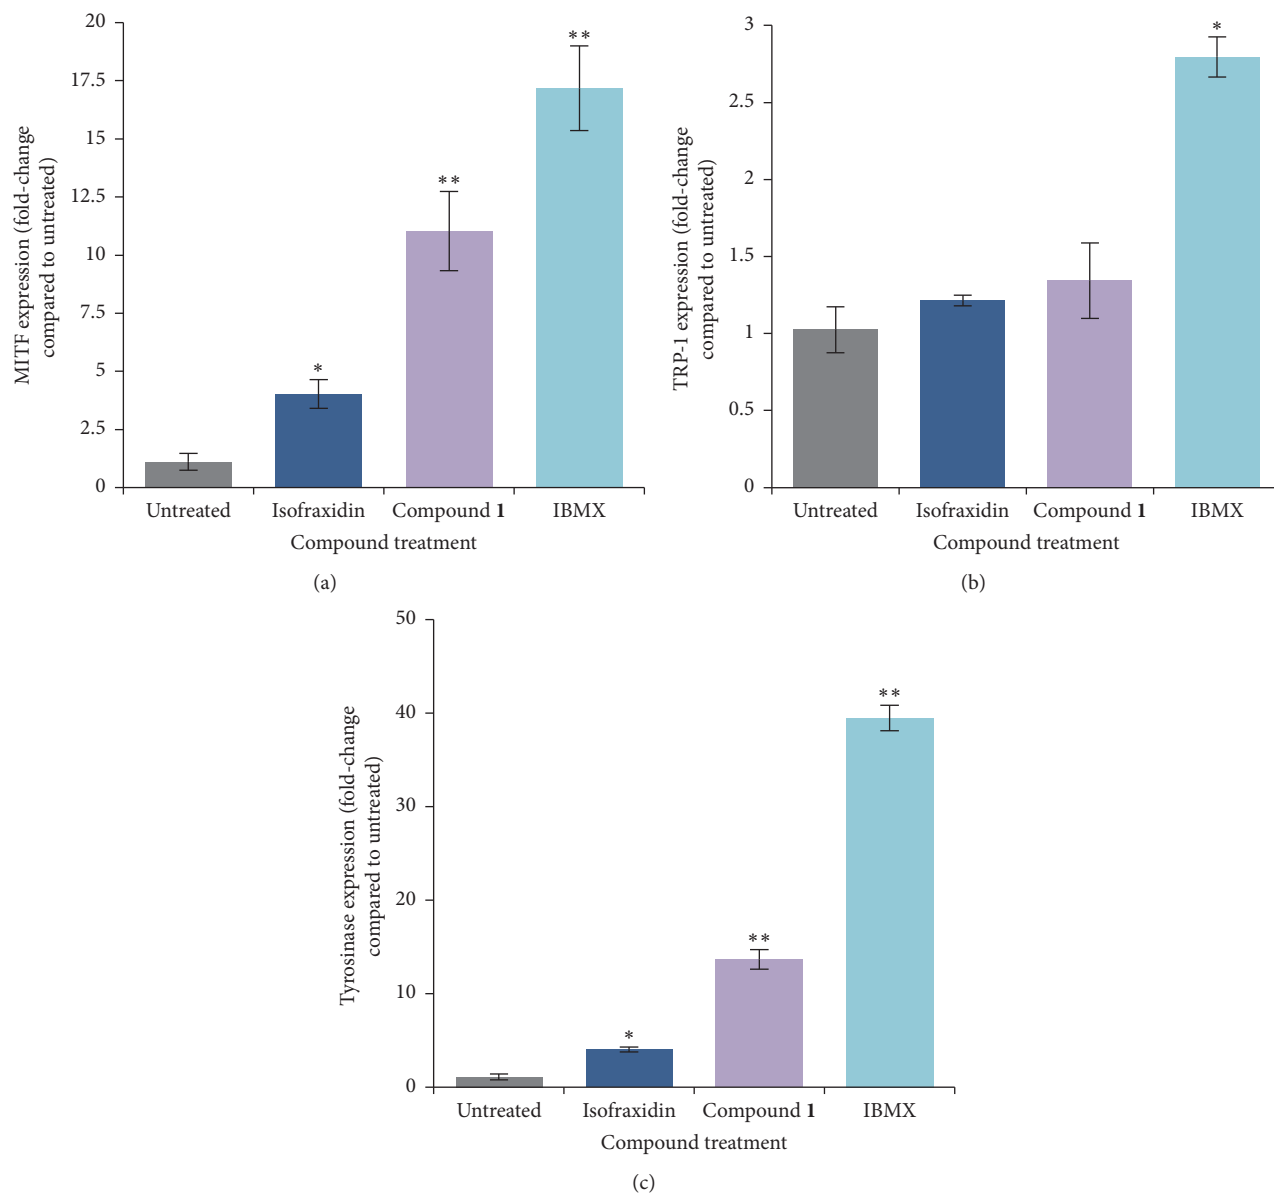 MITF expression (fold-change
compared to untreated)
20
17.5
15
12.5
10
7.5
5
2.5
0
*
**
**
Untreated
Isofraxidin
Compound 1
IBMX
Compound treatment
(a)
TRP-1 expression (fold-change
compared to untreated)
3
2.5
2
1.5
1
0.5
0
*
Untreated
Isofraxidin
Compound 1
IBMX
Compound treatment
(b)
Tyrosinase expression (fold-change
compared to untreated)
50
40
30
20
10
0
*
**
**
Untreated
Isofraxidin
Compound 1
IBMX
Compound treatment
(c)